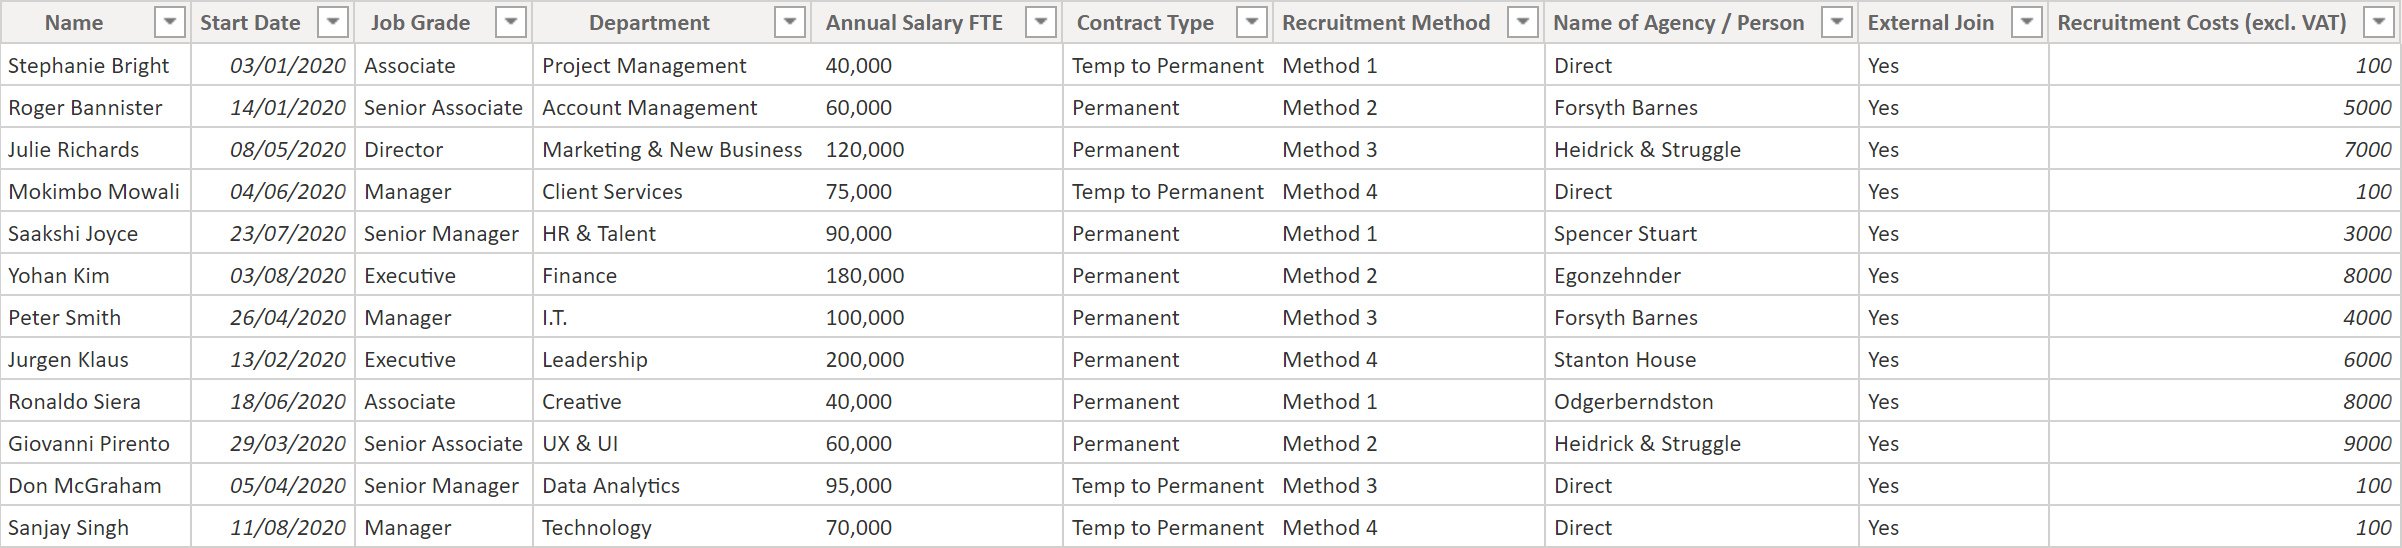 Name Start Date Job Grade Department Annual Salary FTE Contract Type Recruitment Method Name of Agency / Person External Join Recruitment Costs (excl. VAT)
Stephanie Bright 03/01/2020 Associate Project Management 40,000 Temp to Permanent Method 1 Direct Yes 100
Roger Bannister 14/01/2020 Senior Associate Account Management 60,000 Permanent Method 2 Forsyth Barnes Yes 5000
Julie Richards 08/05/2020 Director Marketing & New Business 120,000 Permanent Method 3 Heidrick & Struggle Yes 7000
Mokimbo Mowali 04/06/2020 Manager Client Services 75,000 Temp to Permanent Method 4 Direct Yes 100
Saakshi Joyce 23/07/2020 Senior Manager HR & Talent 90,000 Permanent Method 1 Spencer Stuart Yes 3000
Yohan Kim 03/08/2020 Executive Finance 180,000 Permanent Method 2 Egonzehnder Yes 8000
Peter Smith 26/04/2020 Manager I.T. 100,000 Permanent Method 3 Forsyth Barnes Yes 4000
Jurgen Klaus 13/02/2020 Executive Leadership 200,000 Permanent Method 4 Stanton House Yes 6000
Ronaldo Siera 18/06/2020 Associate Creative 40,000 Permanent Method 1 Odgerberndston Yes 8000
Giovanni Pirento 29/03/2020 Senior Associate UX & UI 60,000 Permanent Method 2 Heidrick & Struggle Yes 9000
Don McGraham 05/04/2020 Senior Manager Data Analytics 95,000 Temp to Permanent Method 3 Direct Yes 100
Sanjay Singh 11/08/2020 Manager Technology 70,000 Temp to Permanent Method 4 Direct Yes 100